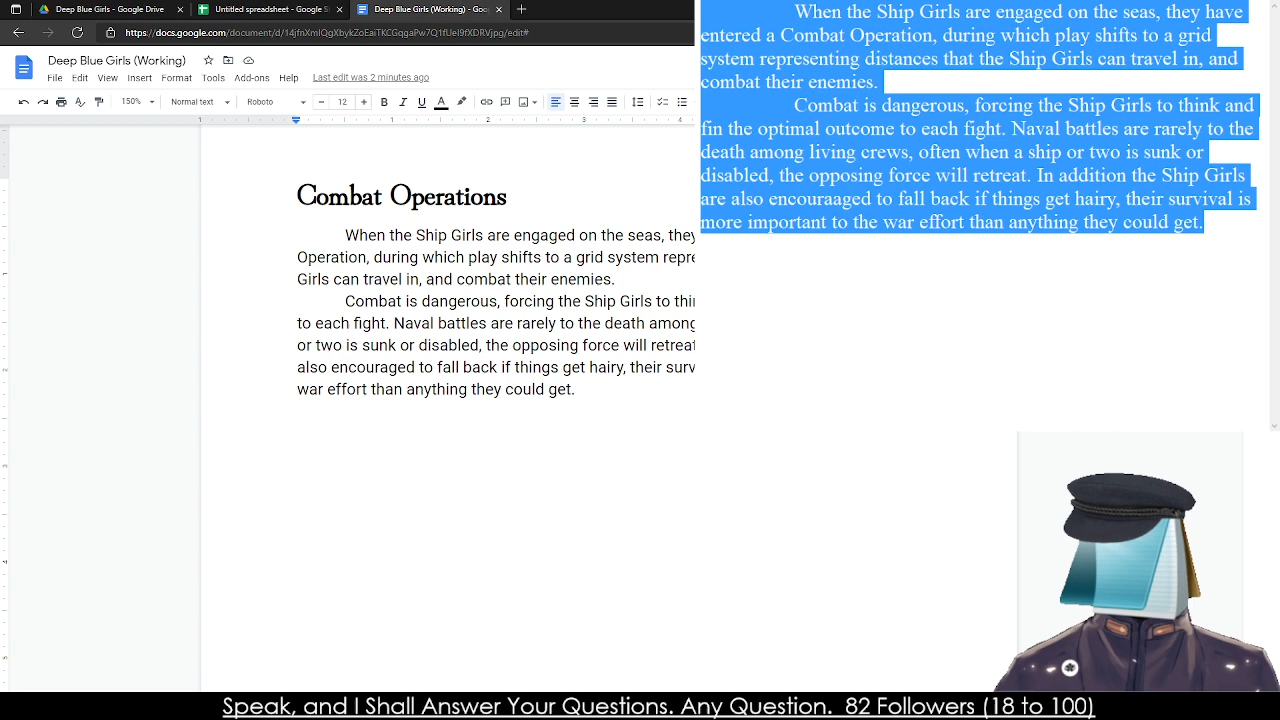 Deep Blue Girls - Google Drive
Untitled spreadsheet - Google S
Deep Blue Girls (Working) - Goo
Deep Blue Girls (Working)
File Edit View Insert Format Tools Add-ons Help Last edit was 2 minutes ago
150% Normal text Roboto 12
1 1 2 3 4
Combat Operations
When the Ship Girls are engaged on the seas, they
Operation, during which play shifts to a grid system repre
Girls can travel in, and combat their enemies.
Combat is dangerous, forcing the Ship Girls to thin
to each fight. Naval battles are rarely to the death among
or two is sunk or disabled, the opposing force will retreat
also encouraged to fall back if things get hairy, their surv
war effort than anything they could get.
When the Ship Girls are engaged on the seas, they have
entered a Combat Operation, during which play shifts to a grid
system representing distances that the Ship Girls can travel in, and
combat their enemies.
Combat is dangerous, forcing the Ship Girls to think and
fin the optimal outcome to each fight. Naval battles are rarely to the
death among living crews, often when a ship or two is sunk or
disabled, the opposing force will retreat. In addition the Ship Girls
are also encouraaged to fall back if things get hairy, their survival is
more important to the war effort than anything they could get.
Speak, and I Shall Answer Your Questions. Any Question. 82 Followers (18 to 100)